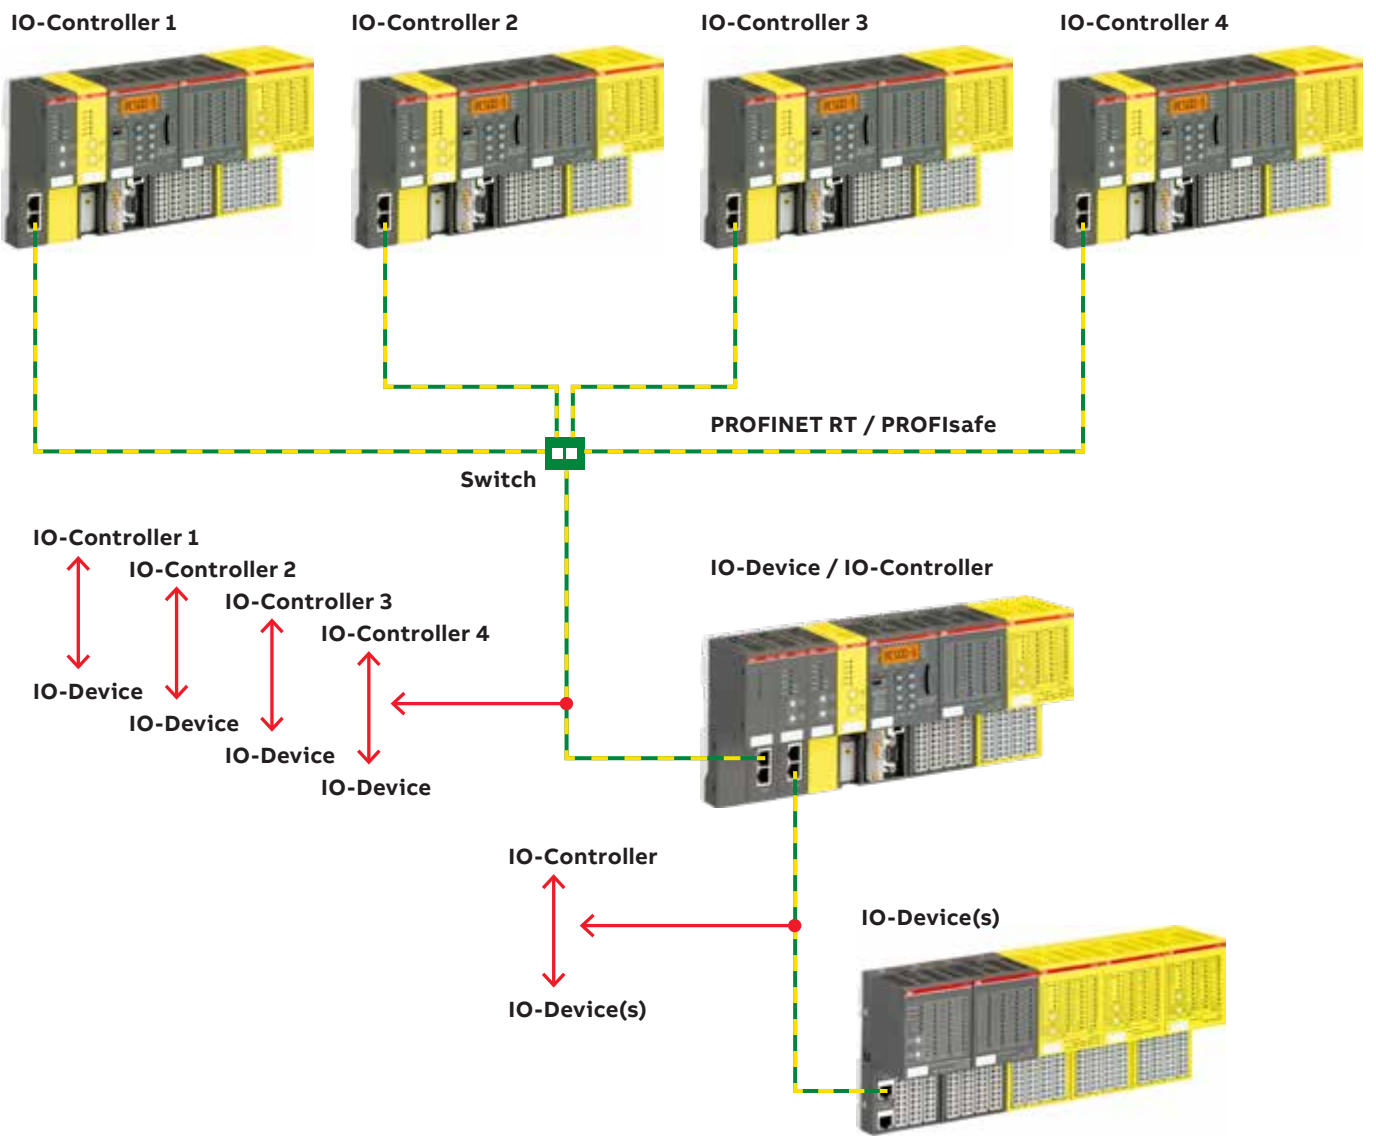 IO-Controller 1
IO-Controller 2
IO-Controller 3
IO-Controller 4
PROFINET RT / PROFIsafe
Switch
IO-Controller 1
IO-Controller 2
IO-Controller 3
IO-Controller 4
IO-Device
IO-Device
IO-Device
IO-Device
IO-Device / IO-Controller
IO-Controller
IO-Device(s)
IO-Device(s)